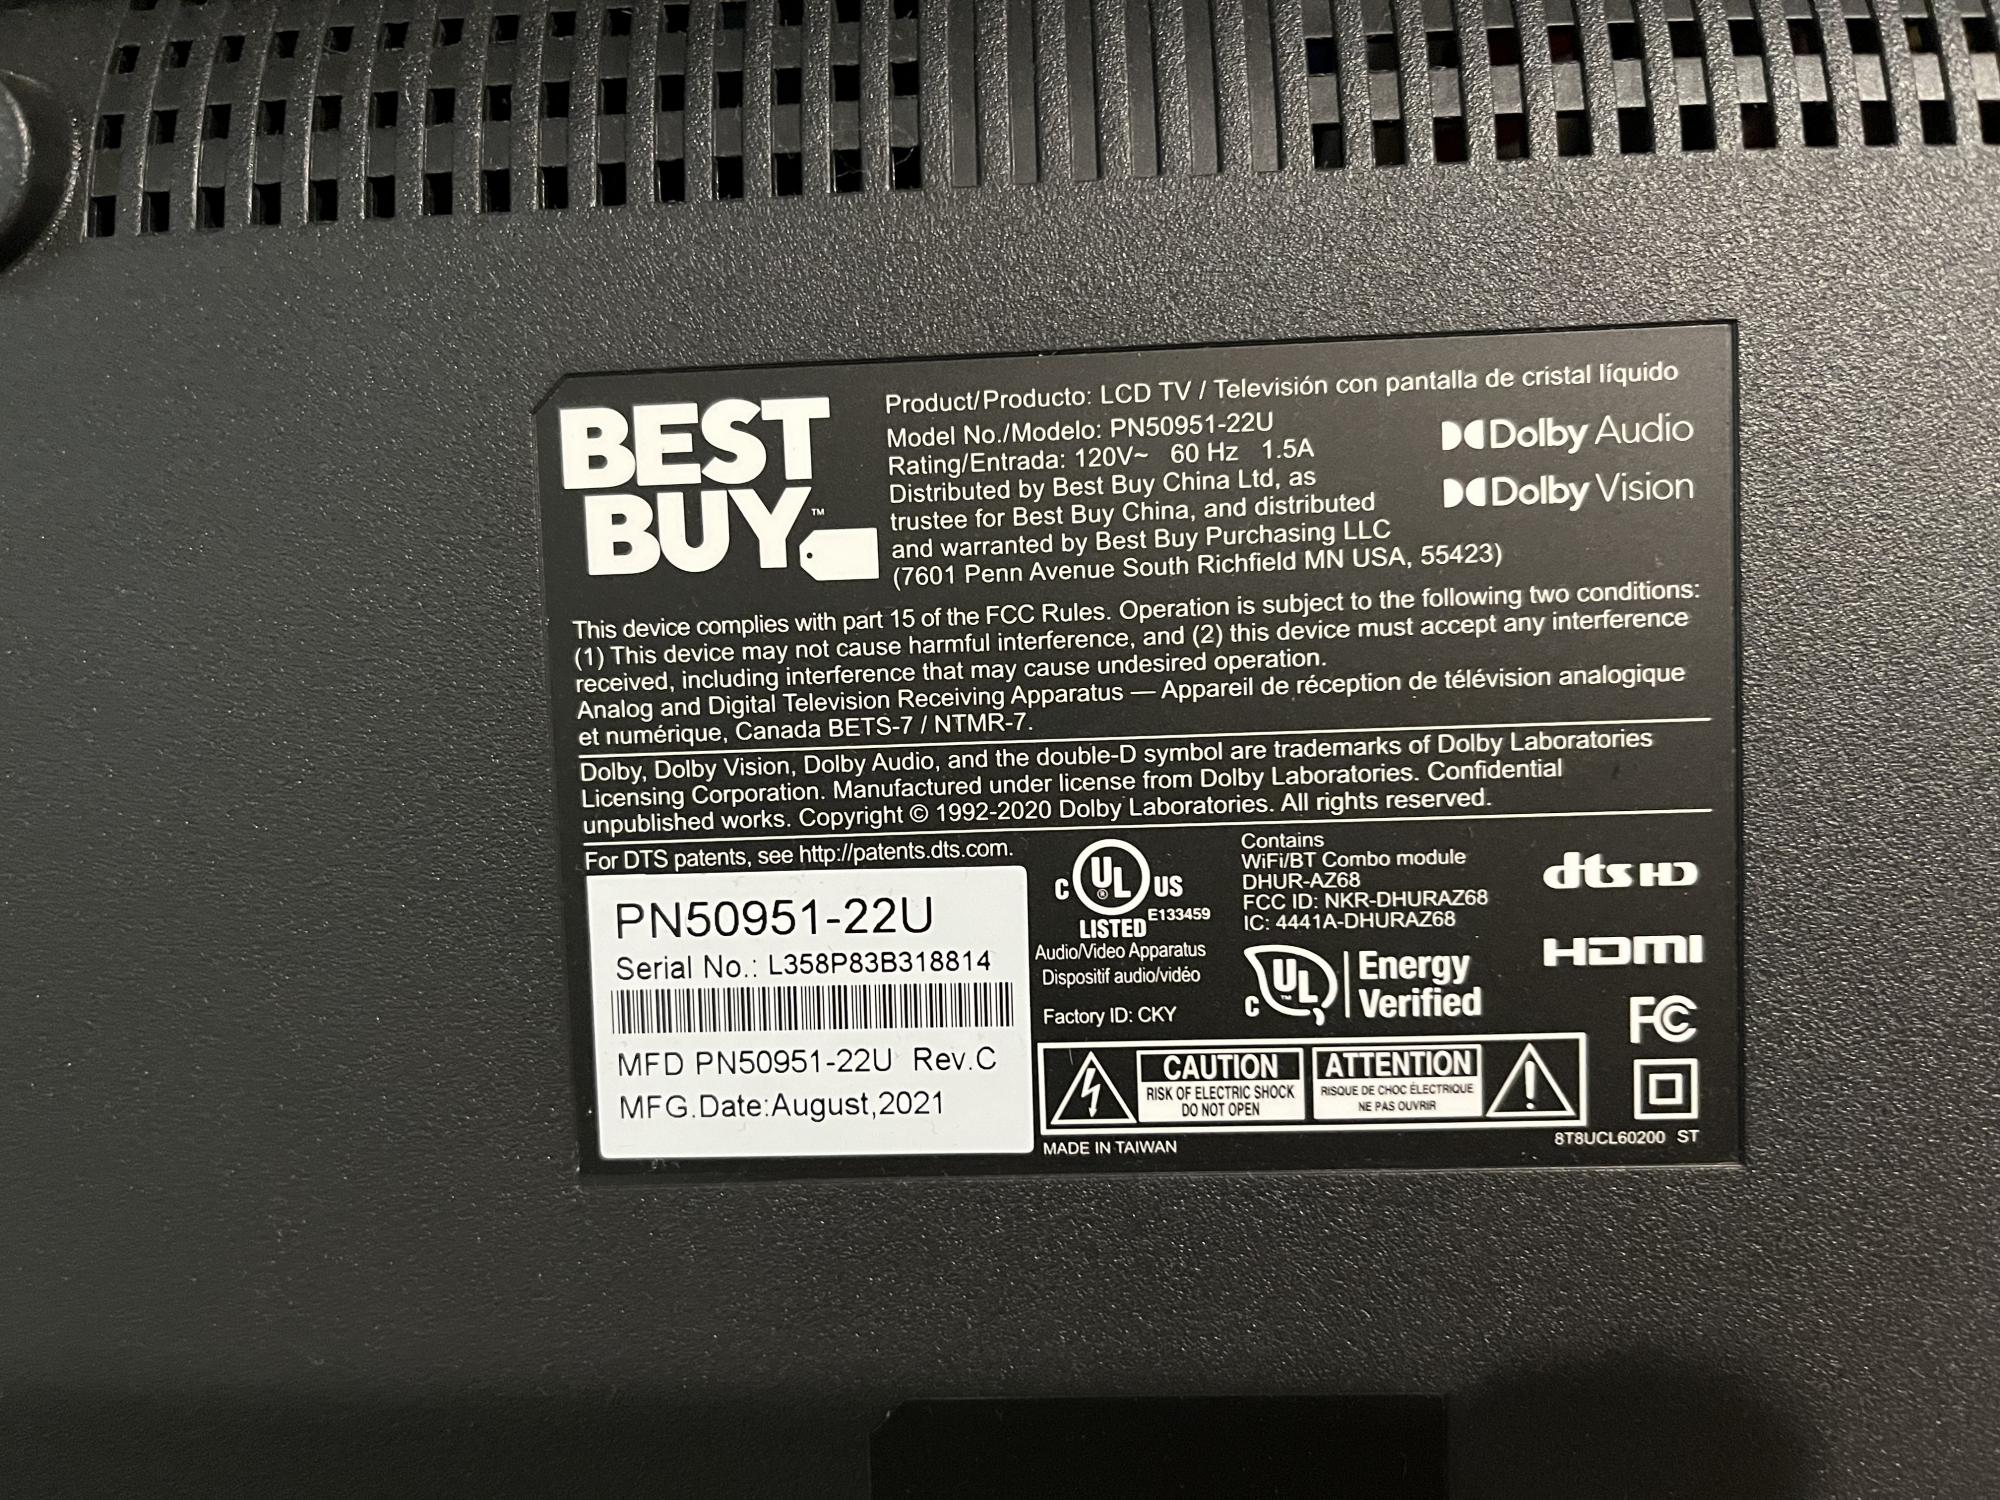 BEST
BUY™
Product/Producto: LCD TV / Televisión con pantalla de cristal líquido
Model No./Modelo: PN50951-22U
Rating/Entrada: 120V~ 60 Hz 1.5A
Distributed by Best Buy China Ltd, as
trustee for Best Buy China, and distributed
and warranted by Best Buy Purchasing LLC
(7601 Penn Avenue South Richfield MN USA, 55423)
Dolby Audio
Dolby Vision
This device complies with part 15 of the FCC Rules. Operation is subject to the following two conditions:
(1) This device may not cause harmful interference, and (2) this device must accept any interference
received, including interference that may cause undesired operation.
Analog and Digital Television Receiving Apparatus — Appareil de réception de télévision analogique
et numérique, Canada BETS-7 / NTMR-7.
Dolby, Dolby Vision, Dolby Audio, and the double-D symbol are trademarks of Dolby Laboratories
Licensing Corporation. Manufactured under license from Dolby Laboratories. Confidential
unpublished works. Copyright © 1992-2020 Dolby Laboratories. All rights reserved.
For DTS patents, see http://patents.dts.com.
PN50951-22U
Serial No.: L358P83B318814
MFD PN50951-22U Rev.C
MFG.Date:August,2021
C UL ® US
LISTED E133459
Audio/Video Apparatus
Dispositif audio/vidéo
Factory ID: CKY
Contains
WiFi/BT Combo module
DHUR-AZ68
FCC ID: NKR-DHURAZ68
IC: 4441A-DHURAZ68
C UL ™ Energy
Verified
dts HD
HDMI
FC
CAUTION
RISK OF ELECTRIC SHOCK
DO NOT OPEN
ATTENTION
RISQUE DE CHOC ÉLECTRIQUE
NE PAS OUVRIR
MADE IN TAIWAN
8T8UCL60200 ST